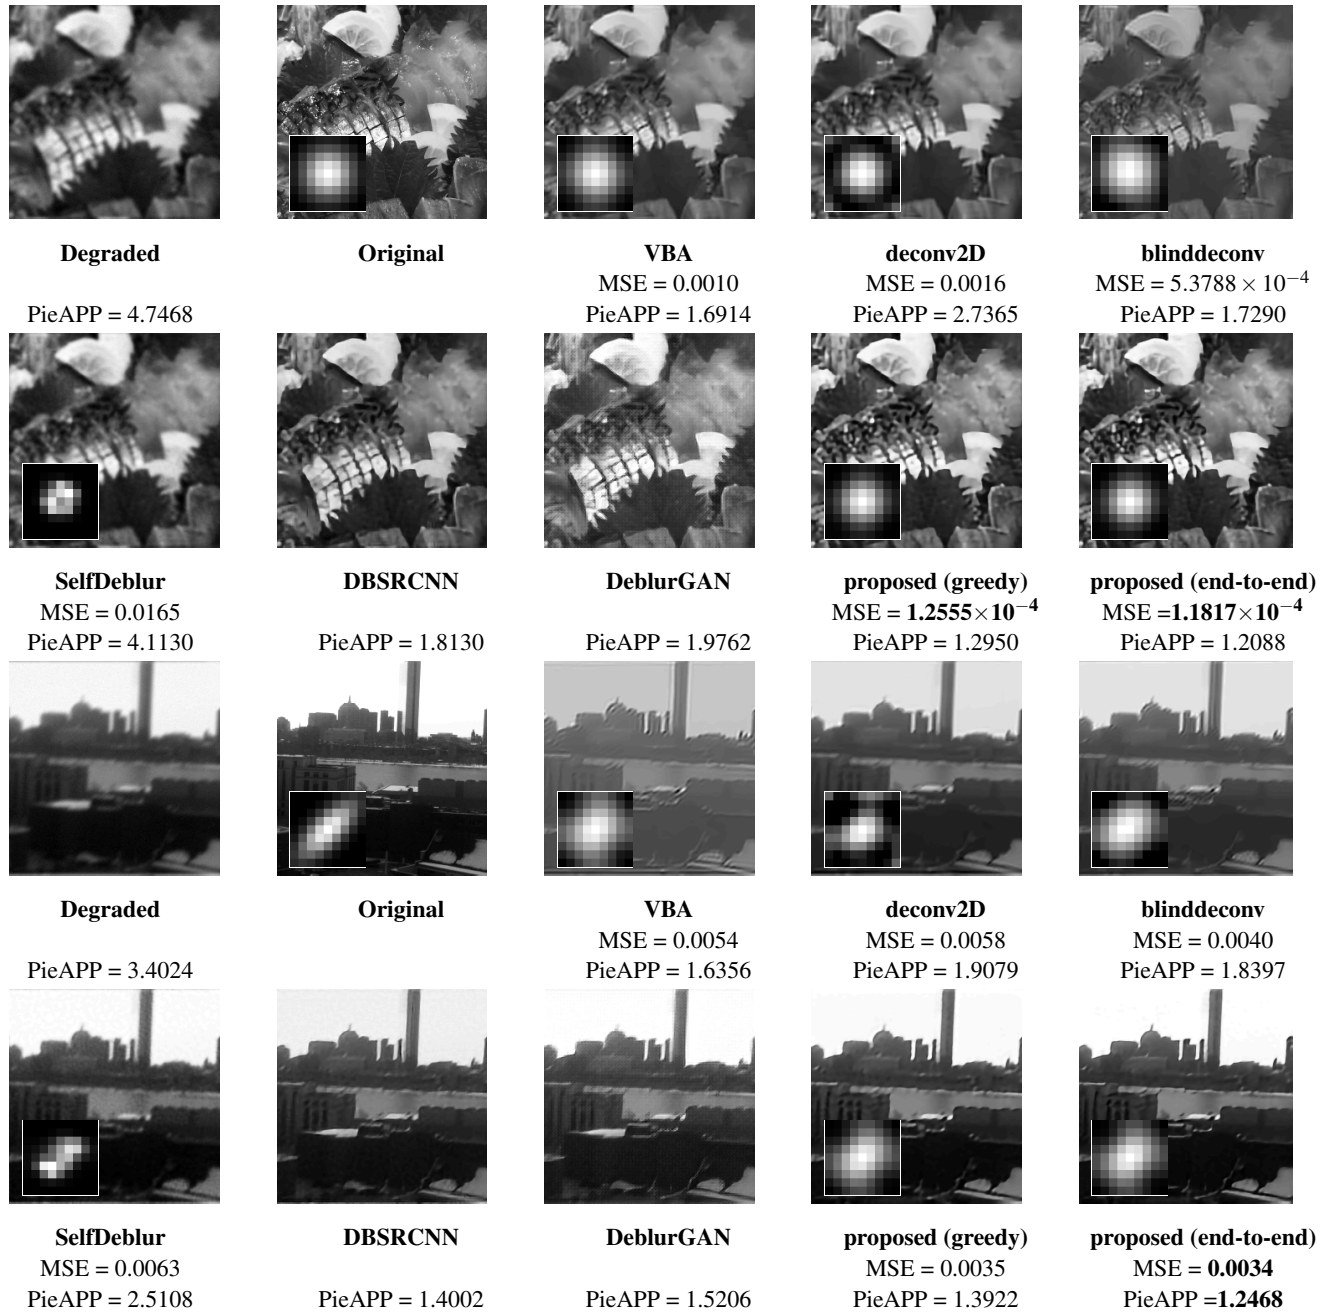 Degraded Original VBA deconv2D blinddeconv
MSE = 0.0010 MSE = 0.0016 MSE = 5.3788 × 10⁻⁴
PieAPP = 4.7468 PieAPP = 1.6914 PieAPP = 2.7365 PieAPP = 1.7290
SelfDeblur DBSRCNN DeblurGAN proposed (greedy) proposed (end-to-end)
MSE = 0.0165 MSE = 1.2555×10⁻⁴ MSE =1.1817×10⁻⁴
PieAPP = 4.1130 PieAPP = 1.8130 PieAPP = 1.9762 PieAPP = 1.2950 PieAPP = 1.2088
Degraded Original VBA deconv2D blinddeconv
MSE = 0.0054 MSE = 0.0058 MSE = 0.0040
PieAPP = 3.4024 PieAPP = 1.6356 PieAPP = 1.9079 PieAPP = 1.8397
SelfDeblur DBSRCNN DeblurGAN proposed (greedy) proposed (end-to-end)
MSE = 0.0063 MSE = 0.0035 MSE = 0.0034
PieAPP = 2.5108 PieAPP = 1.4002 PieAPP = 1.5206 PieAPP = 1.3922 PieAPP =1.2468